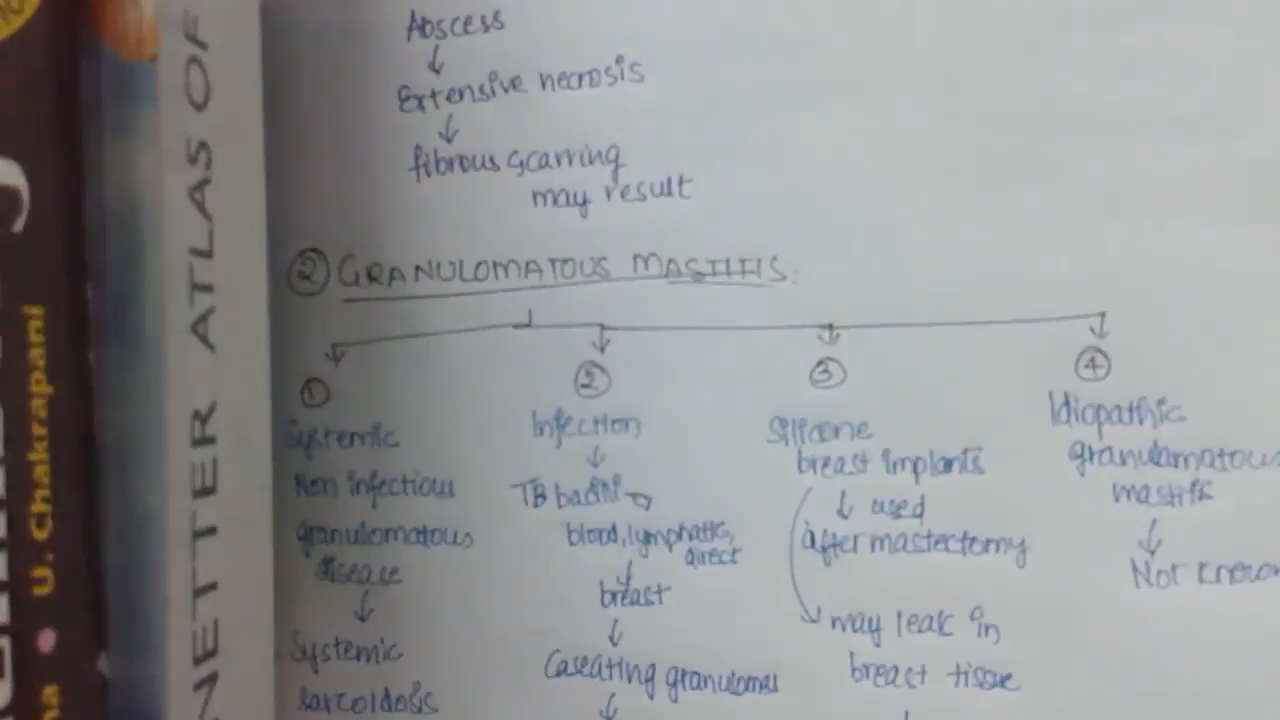 Abscess
↓
Extensive necrosis
↓
fibrous scarring
may result
② GRANULOMATOUS MASTITIS.
①
Systemic
Non infectious
granulomatous
disease
↓
Systemic
sarcoidosis
②
Infection
↓
TB bacilli →
blood, lymphatic,
direct
↓
breast
↓
Caseating granulomas
↓
③
Silicone
breast implants
↓ used
after mastectomy
may leak in
breast tissue
④
Idiopathic
granulamatous
mastitis
↓
Not known
NETTER ATLAS OF
U. Chakrapani